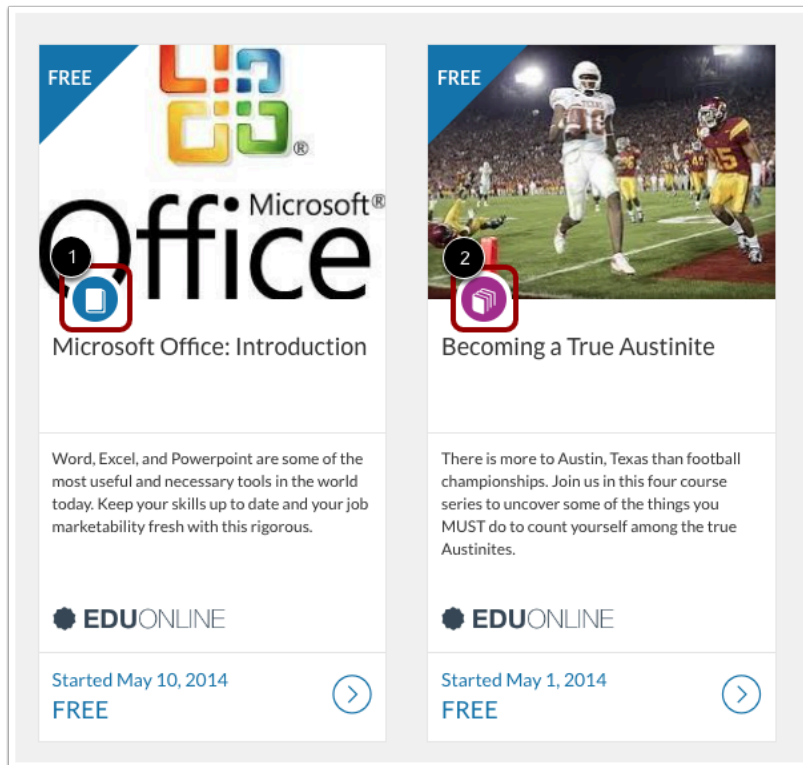 FREE
Microsoft®
Office
®
1
Microsoft Office: Introduction
Word, Excel, and Powerpoint are some of the
most useful and necessary tools in the world
today. Keep your skills up to date and your job
marketability fresh with this rigorous.
EDUONLINE
Started May 10, 2014
FREE
FREE
TEXAS
10
2
Becoming a True Austinite
There is more to Austin, Texas than football
championships. Join us in this four course
series to uncover some of the things you
MUST do to count yourself among the true
Austinites.
EDUONLINE
Started May 1, 2014
FREE